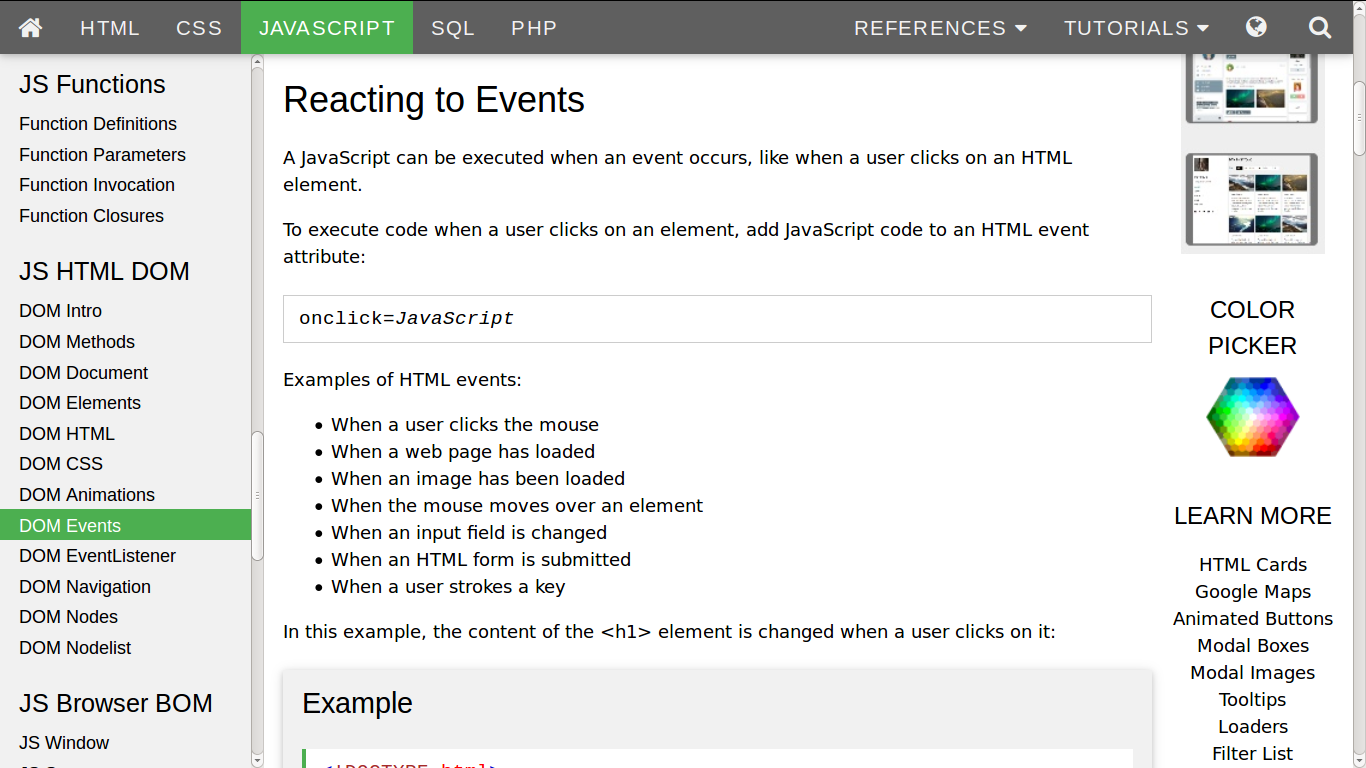 HTML CSS JAVASCRIPT SQL PHP REFERENCES TUTORIALS
JS Functions
Function Definitions
Function Parameters
Function Invocation
Function Closures
JS HTML DOM
DOM Intro
DOM Methods
DOM Document
DOM Elements
DOM HTML
DOM CSS
DOM Animations
DOM Events
DOM EventListener
DOM Navigation
DOM Nodes
DOM Nodelist
JS Browser BOM
JS Window
Reacting to Events
A JavaScript can be executed when an event occurs, like when a user clicks on an HTML
element.
To execute code when a user clicks on an element, add JavaScript code to an HTML event
attribute:
onclick=JavaScript
Examples of HTML events:
• When a user clicks the mouse
• When a web page has loaded
• When an image has been loaded
• When the mouse moves over an element
• When an input field is changed
• When an HTML form is submitted
• When a user strokes a key
In this example, the content of the <h1> element is changed when a user clicks on it:
Example
<!DOCTYPE html>
COLOR
PICKER
LEARN MORE
HTML Cards
Google Maps
Animated Buttons
Modal Boxes
Modal Images
Tooltips
Loaders
Filter List